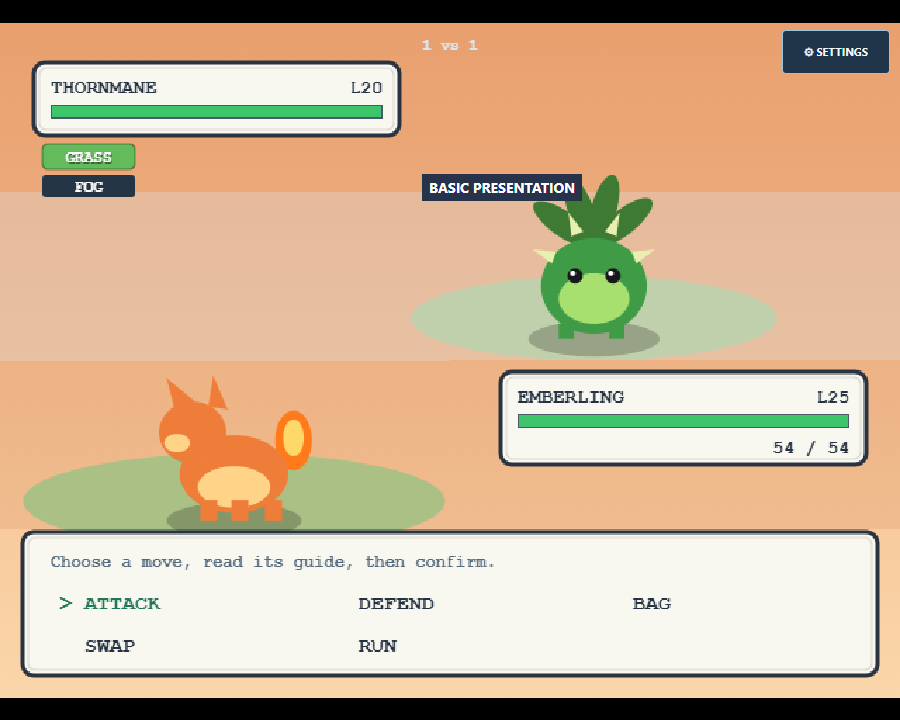 1 vs 1
⚙ SETTINGS
THORNMANE L20
GRASS
FOG
BASIC PRESENTATION
EMBERLING L25
54 / 54
Choose a move, read its guide, then confirm.
> ATTACK DEFEND BAG
SWAP RUN